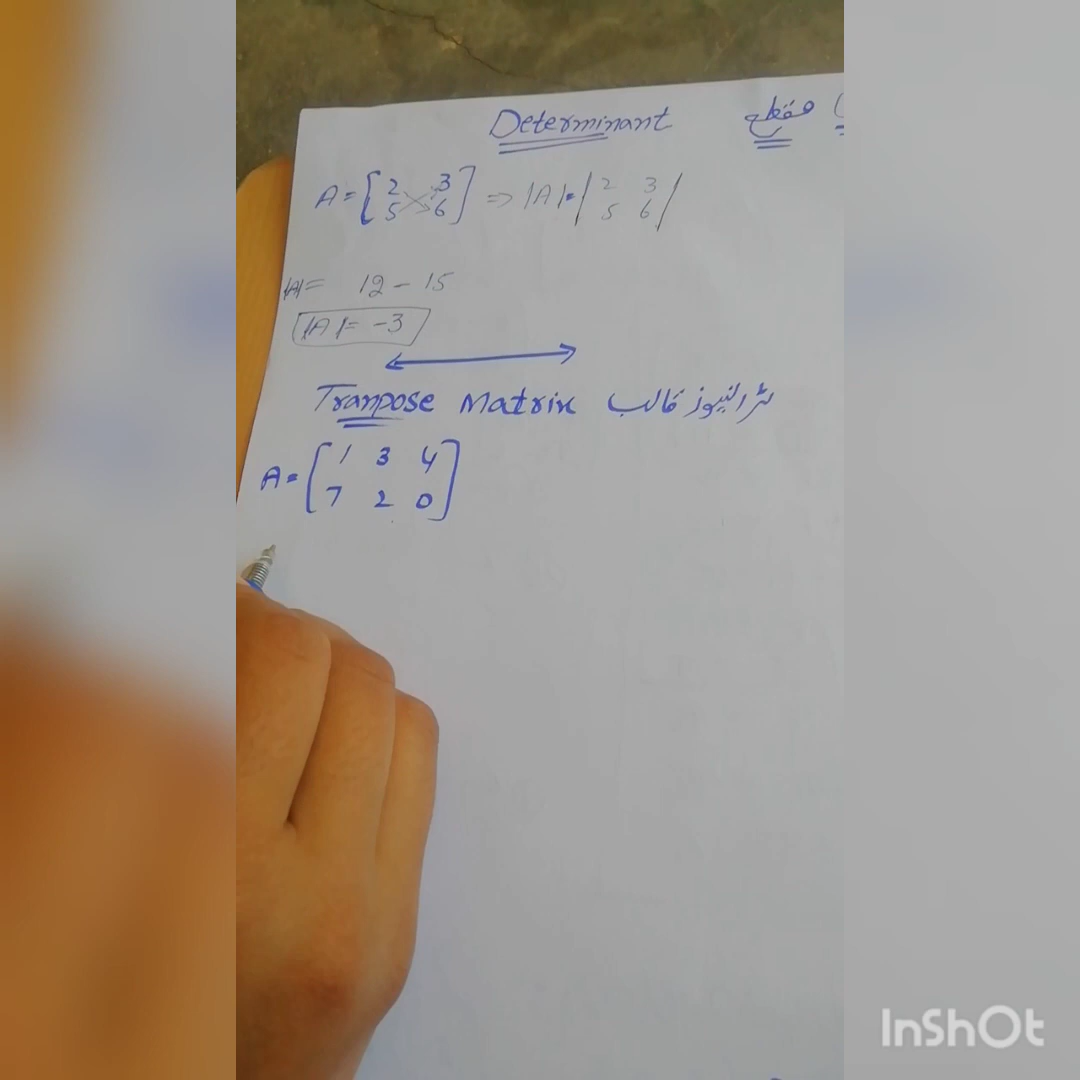 Determinant مقطع
A = [2 3 5 6] => |A| = |2 3 5 6|
|A| = 12 - 15
|A| = -3
Tranpose Matrix ٹرانپوز قالب
A = [1 3 4
7 2 0]
InShOt